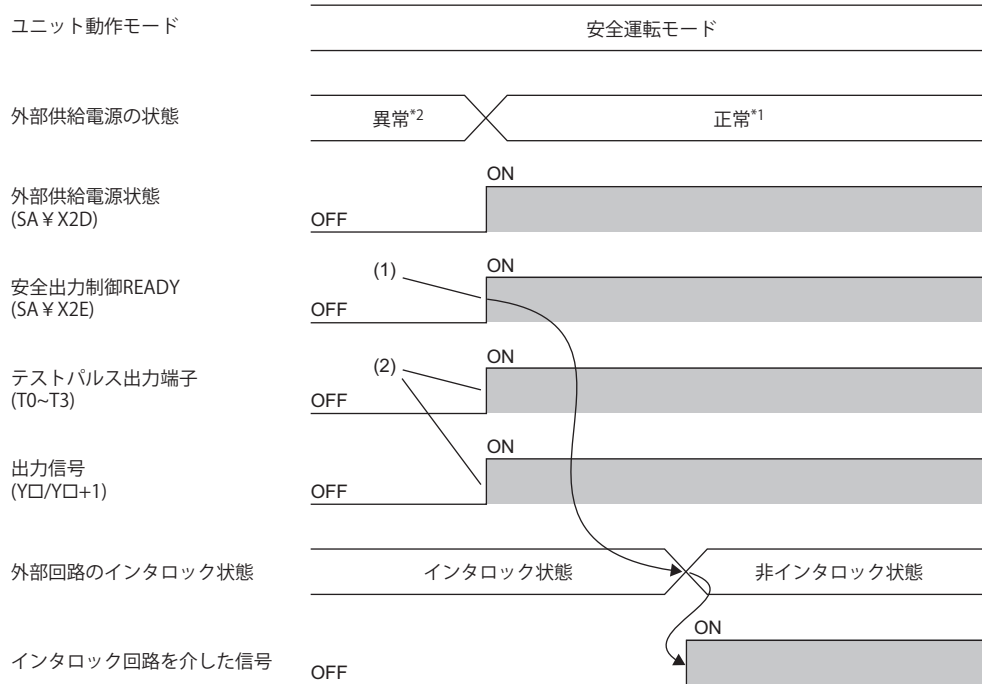 ユニット動作モード
安全運転モード
外部供給電源の状態
異常*2
正常*1
外部供給電源状態
(SA¥X2D)
OFF
ON
安全出力制御READY
(SA¥X2E)
(1)
OFF
ON
テストパルス出力端子
(T0~T3)
(2)
OFF
ON
出力信号
(Y□/Y□+1)
OFF
ON
外部回路のインタロック状態
インタロック状態
非インタロック状態
インタロック回路を介した信号
OFF
ON